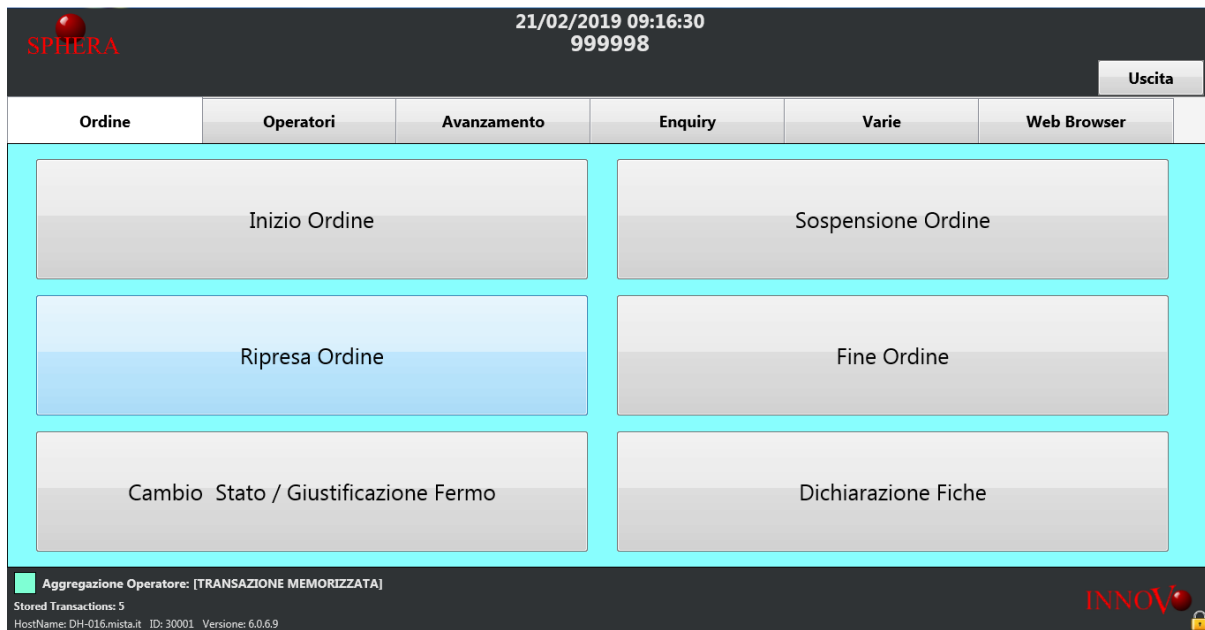 21/02/2019 09:16:30
SPHERA
999998
Uscita
Ordine
Operatori
Avanzamento
Enquiry
Varie
Web Browser
Inizio Ordine
Sospensione Ordine
Ripresa Ordine
Fine Ordine
Cambio  Stato / Giustificazione Fermo
Dichiarazione Fiche
Aggregazione Operatore: [TRANSAZIONE MEMORIZZATA]
Stored Transactions: 5
HostName: DH-016.mista.it  ID: 30001  Versione: 6.0.6.9
INNOVO